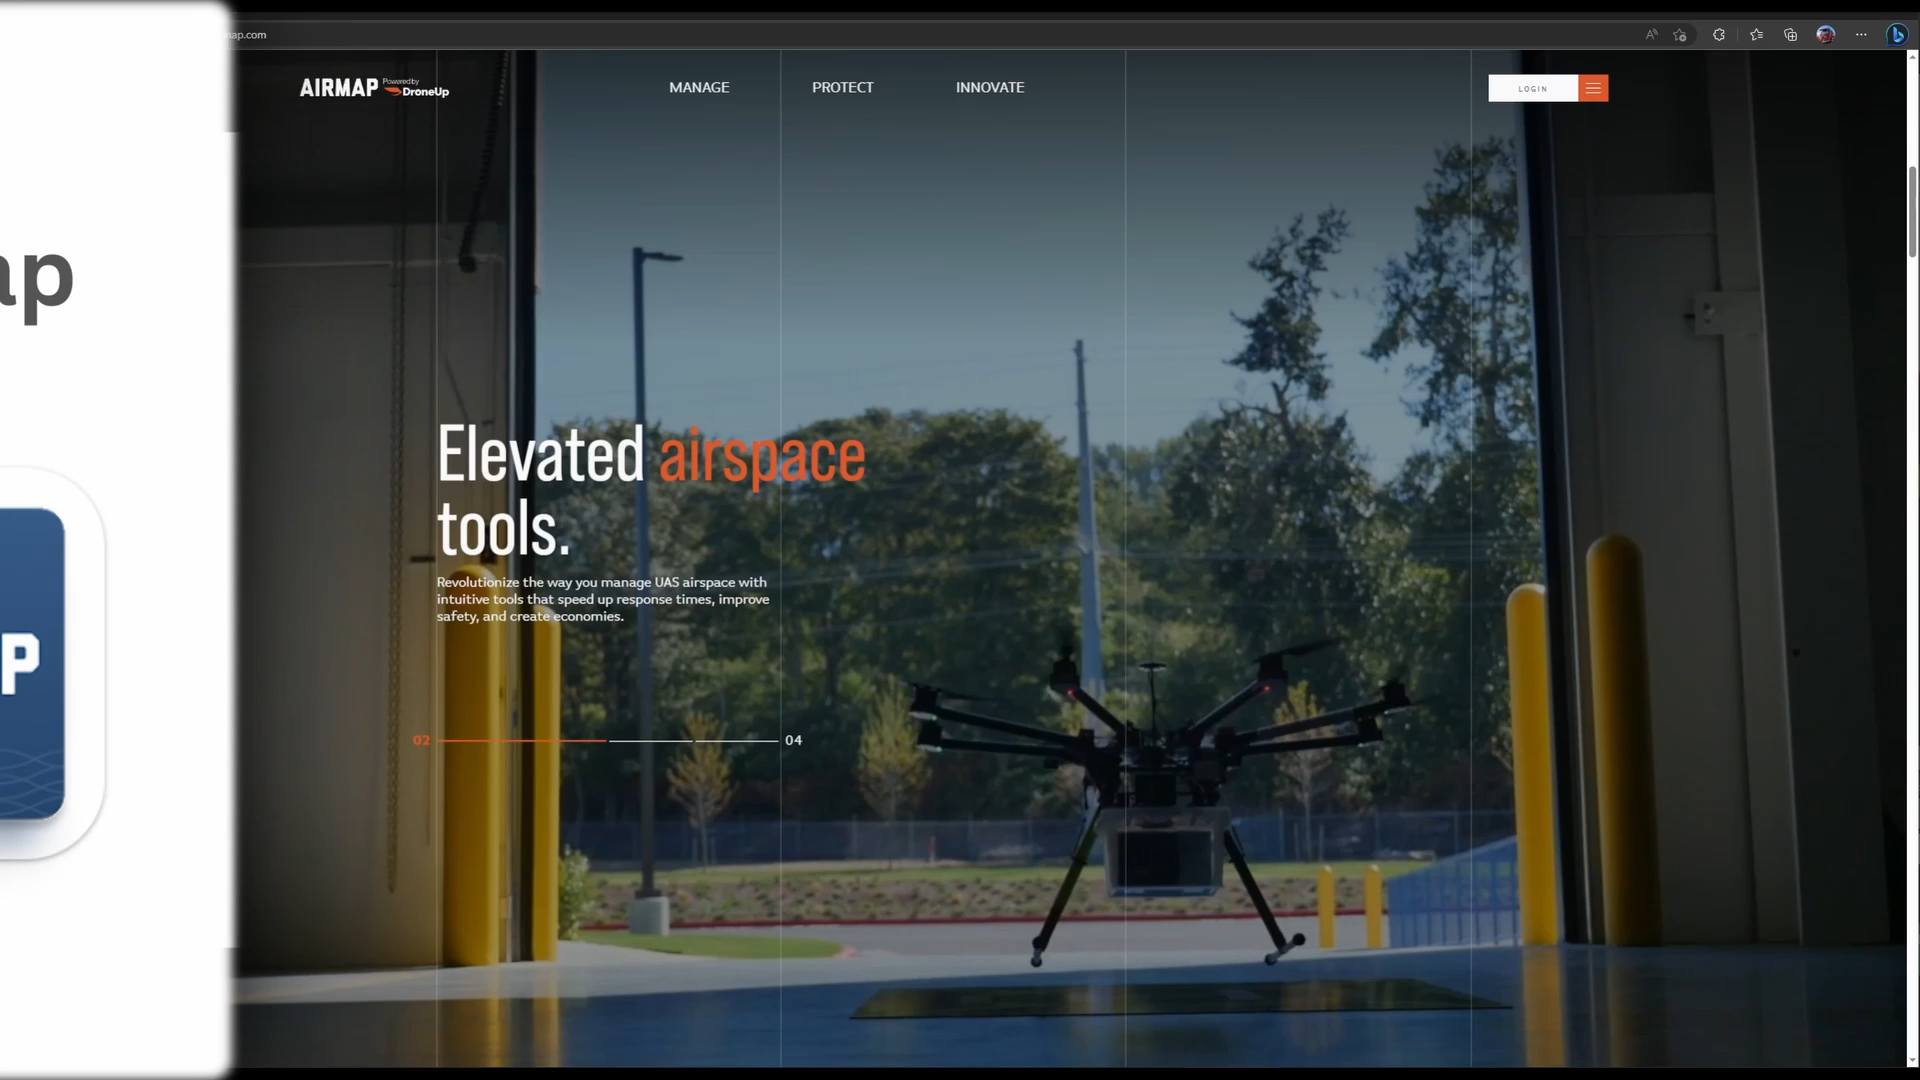 ap.com
AIRMAP Powered by DroneUp
MANAGE
PROTECT
INNOVATE
LOGIN
ap
P
Elevated airspace
tools.
Revolutionize the way you manage UAS airspace with
intuitive tools that speed up response times, improve
safety, and create economies.
02
04